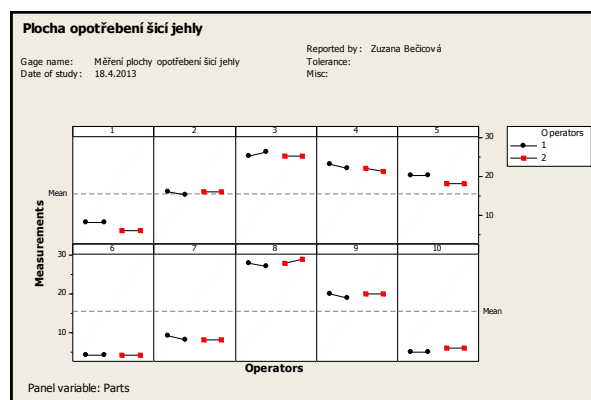 Plocha opotřebení šicí jehly
Gage name: Měření plochy opotřebení šicí jehly
Date of study: 18.4.2013
Reported by: Zuzana Bečicová
Tolerance:
Misc:
1 2 3 4 5
30
20
10
Mean
Operators
1
2
Measurements
6 7 8 9 10
30
20
10
Mean
Operators
Panel variable: Parts